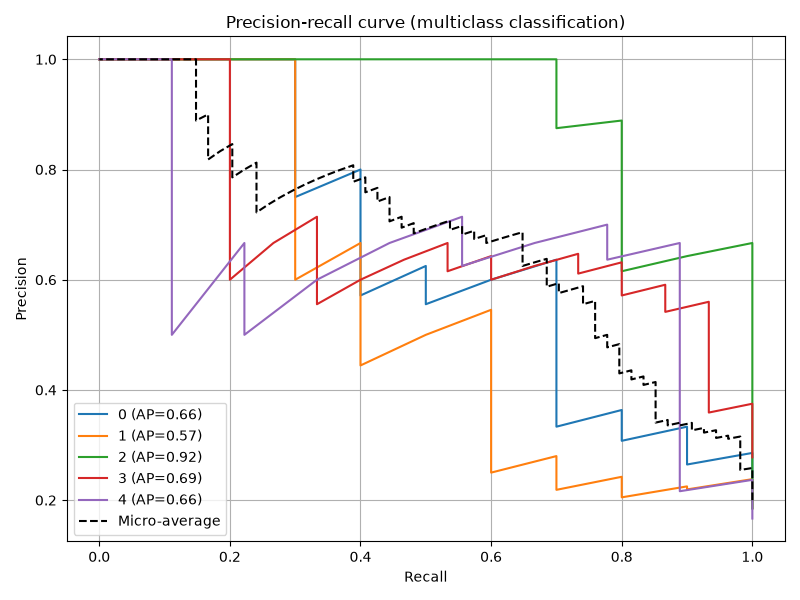 Precision-recall curve (multiclass classification)
Precision
1.0
0.8
0.6
0.4
0.2
0 (AP=0.66)
1 (AP=0.57)
2 (AP=0.92)
3 (AP=0.69)
4 (AP=0.66)
Micro-average
0.0 0.2 0.4 0.6 0.8 1.0
Recall